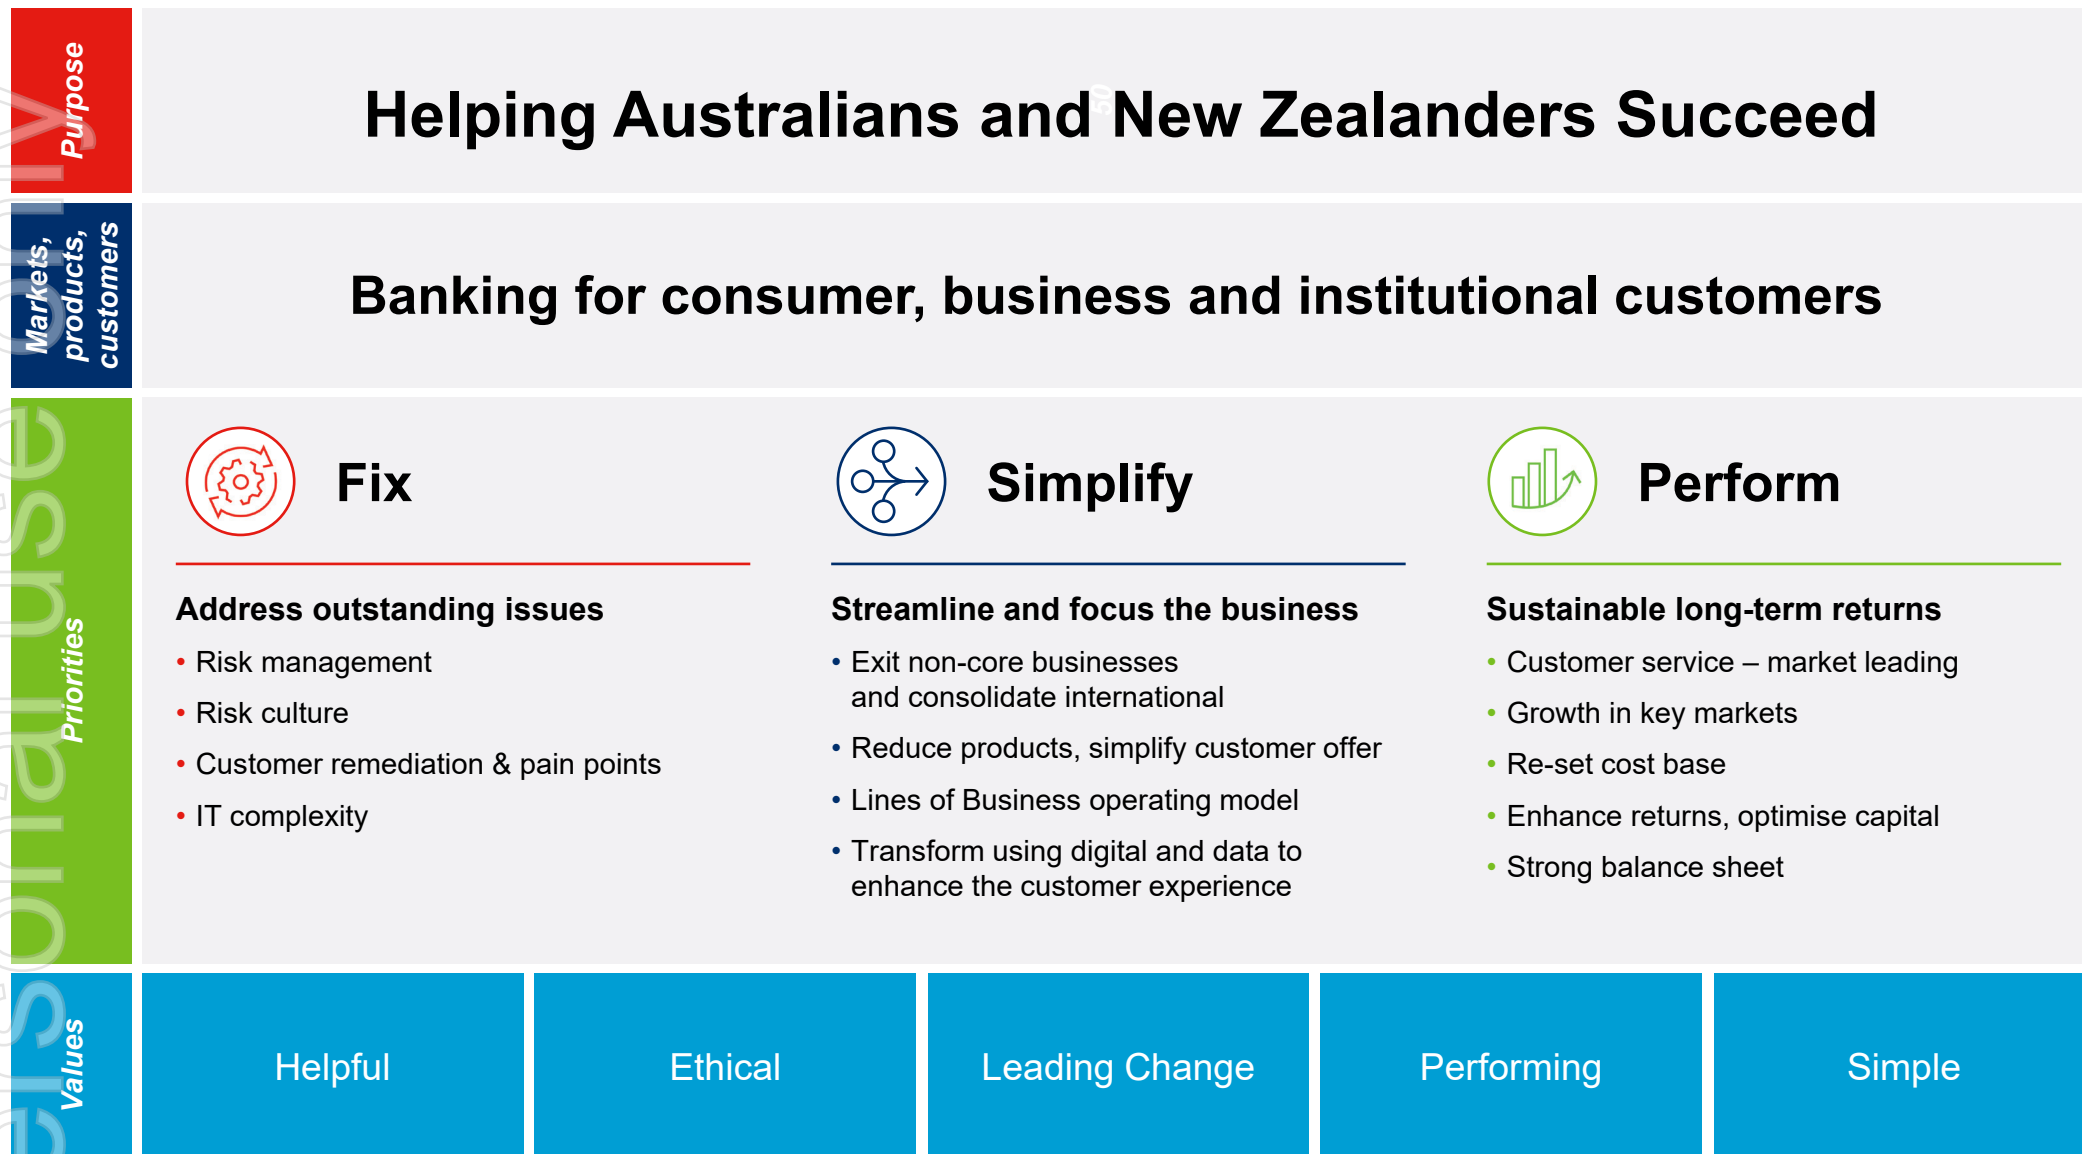 Purpose
Helping Australians and New Zealanders Succeed
50
Markets,
products,
customers
Banking for consumer, business and institutional customers
Priorities
Fix
Address outstanding issues
• Risk management
• Risk culture
• Customer remediation & pain points
• IT complexity
Simplify
Streamline and focus the business
• Exit non-core businesses
and consolidate international
• Reduce products, simplify customer offer
• Lines of Business operating model
• Transform using digital and data to
enhance the customer experience
Perform
Sustainable long-term returns
• Customer service – market leading
• Growth in key markets
• Re-set cost base
• Enhance returns, optimise capital
• Strong balance sheet
Values
Helpful
Ethical
Leading Change
Performing
Simple
ersonal use only